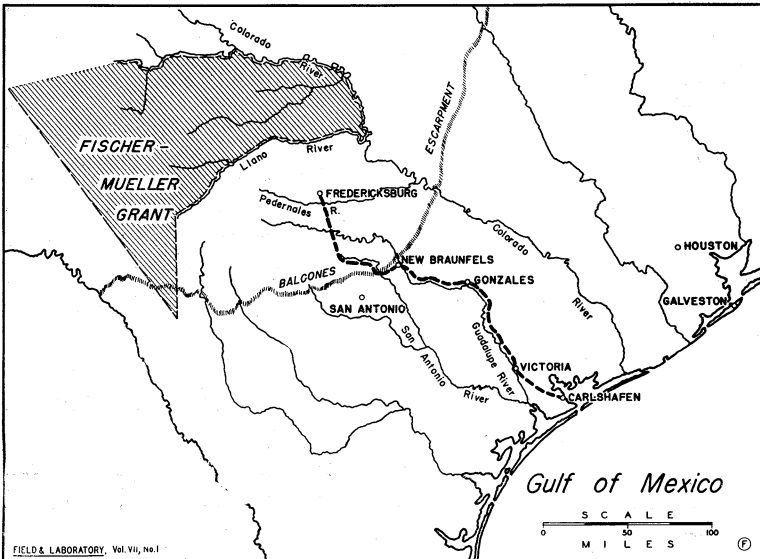 Colorado
River
ESCARPMENT
FISCHER-
MUELLER
GRANT
Llano
River
FREDERICKSBURG
Pedernales
R.
Colorado
River
HOUSTON
NEW BRAUNFELS
BALCONES
GONZALES
GALVESTON
SAN ANTONIO
San
Antonio
River
Guadalupe River
VICTORIA
CARLSHAFEN
Gulf of Mexico
SCALE
0 50 100
MILES
FIELD & LABORATORY, Vol. VII, No. 1
F